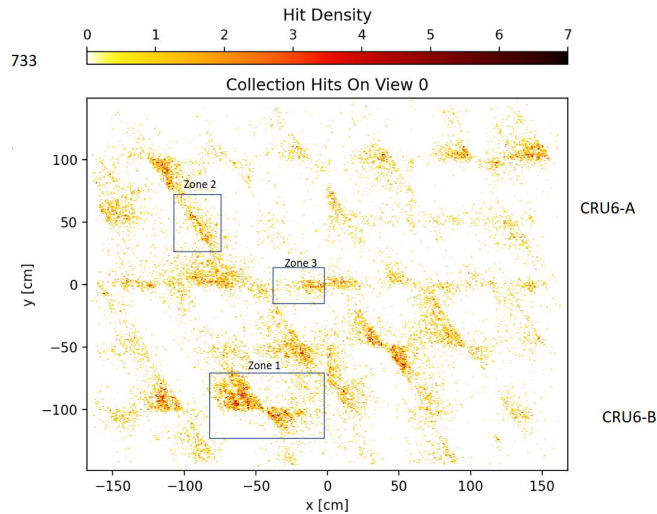 Hit Density
0 1 2 3 4 5 6 7
733
Collection Hits On View 0
100
50
0
−50
−100
y [cm]
Zone 2
Zone 3
Zone 1
CRU6-A
CRU6-B
−150 −100 −50 0 50 100 150
x [cm]